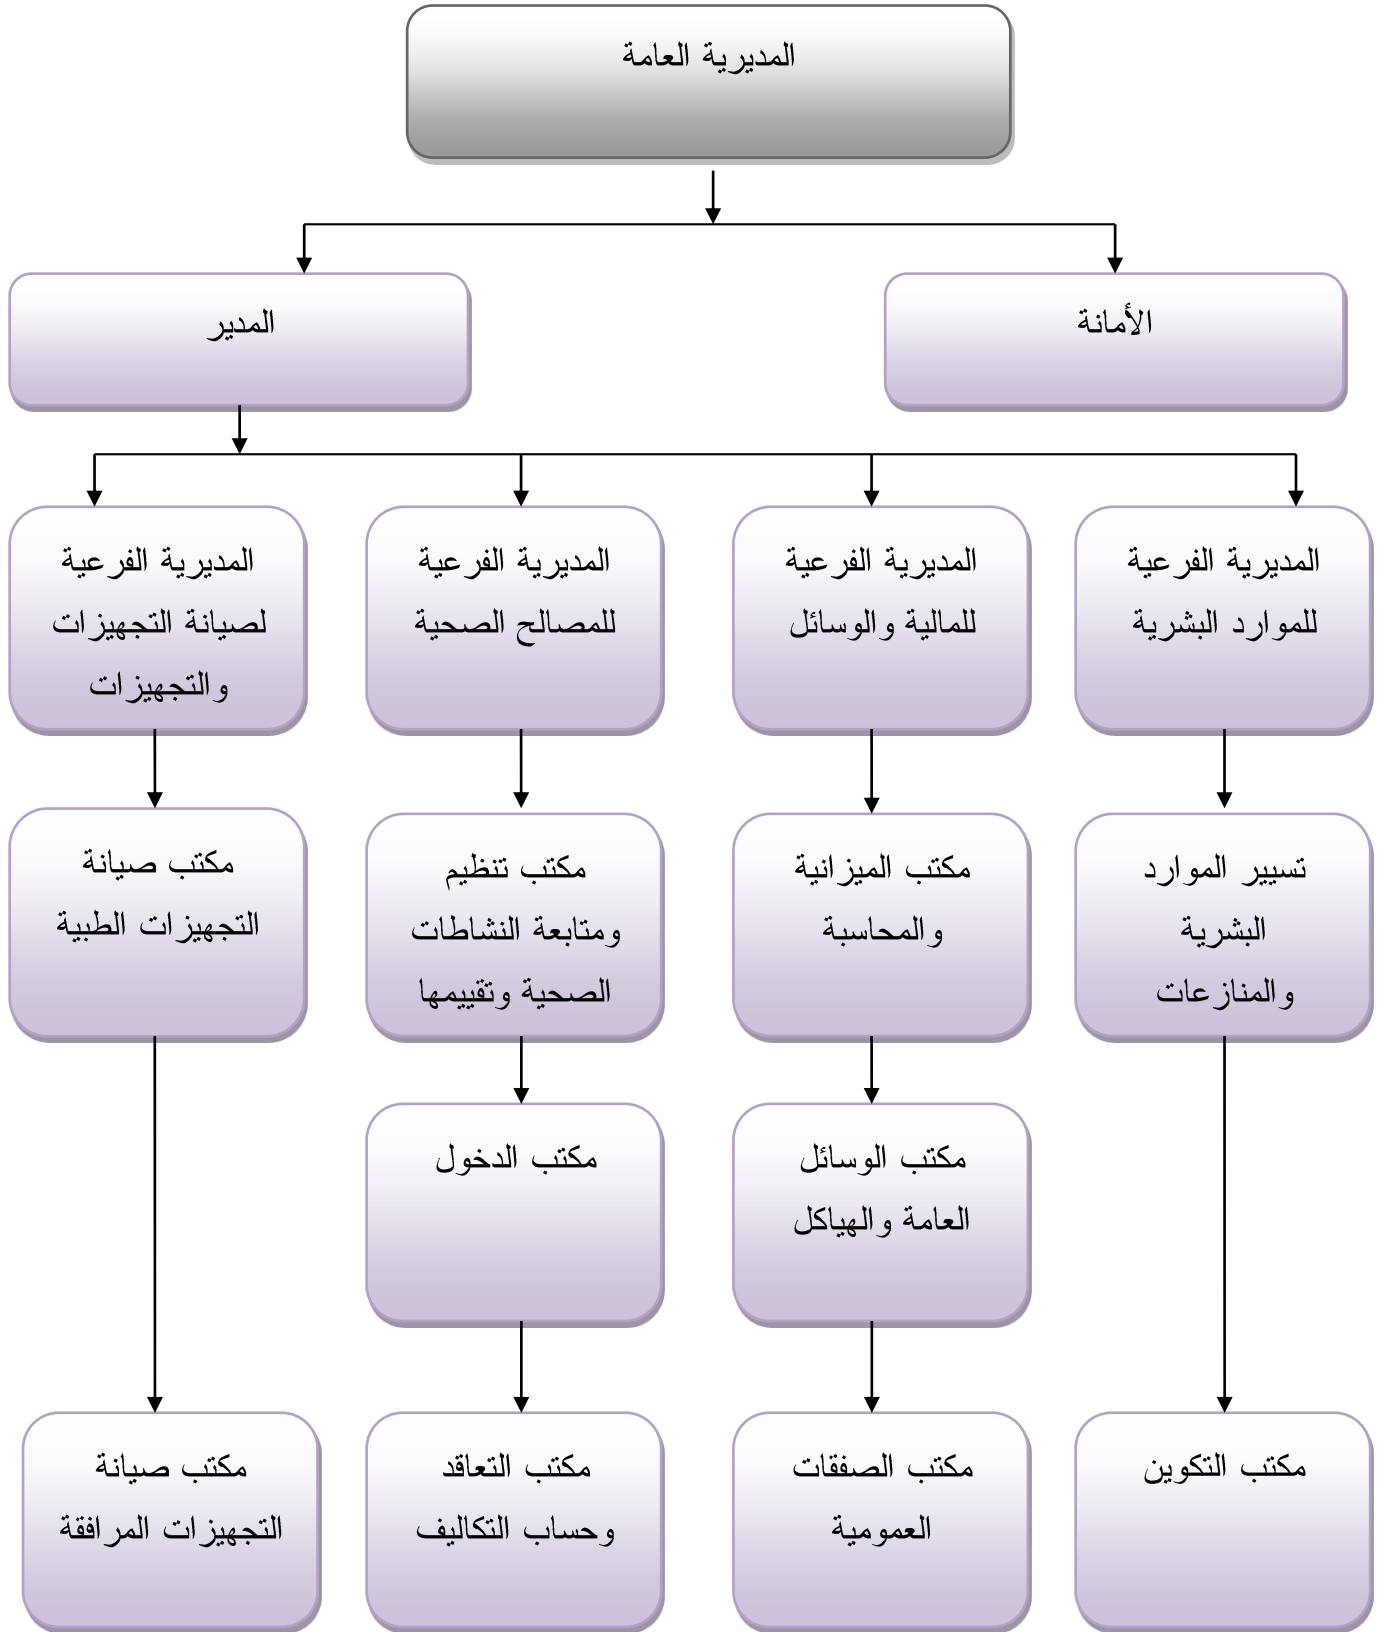 المديرية العامة
الأمانة
المدير
المديرية الفرعية
للموارد البشرية
المديرية الفرعية
للمالية والوسائل
المديرية الفرعية
للمصالح الصحية
المديرية الفرعية
لصيانة التجهيزات
والتجهيزات
تسيير الموارد
البشرية
والمنازعات
مكتب الميزانية
والمحاسبة
مكتب تنظيم
ومتابعة النشاطات
الصحية وتقييمها
مكتب صيانة
التجهيزات الطبية
مكتب الوسائل
العامة والهياكل
مكتب الدخول
مكتب التكوين
مكتب الصفقات
العمومية
مكتب التعاقد
وحساب التكاليف
مكتب صيانة
التجهيزات المرافقة